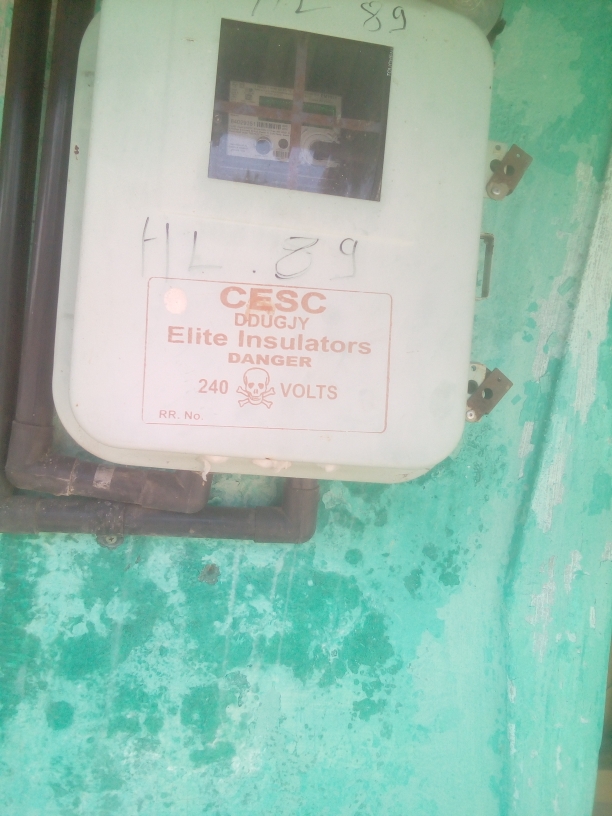 HL 89
HL.89
CESC
DDUGJY
Elite Insulators
DANGER
240 VOLTS
RR. No